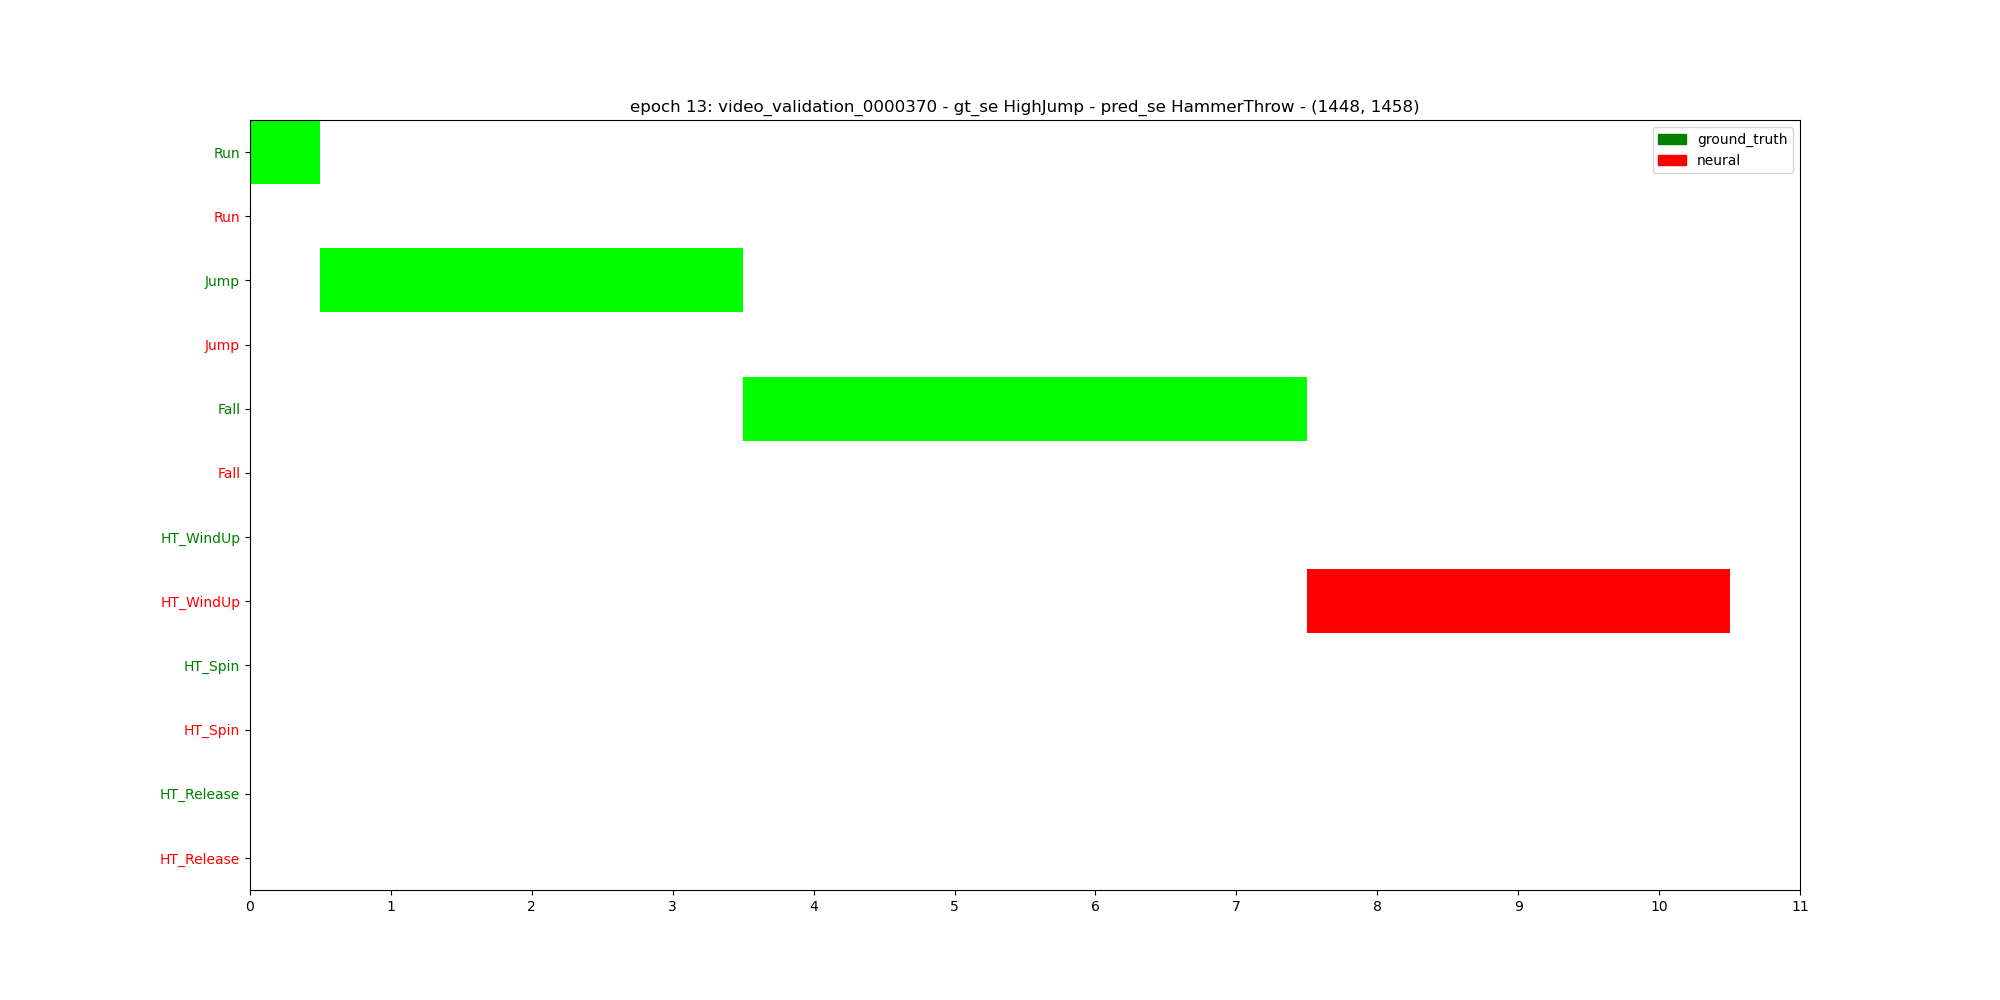 epoch 13: video_validation_0000370 - gt_se HighJump - pred_se HammerThrow - (1448, 1458)
ground_truth
neural
Run
Run
Jump
Jump
Fall
Fall
HT_WindUp
HT_WindUp
HT_Spin
HT_Spin
HT_Release
HT_Release
0 1 2 3 4 5 6 7 8 9 10 11